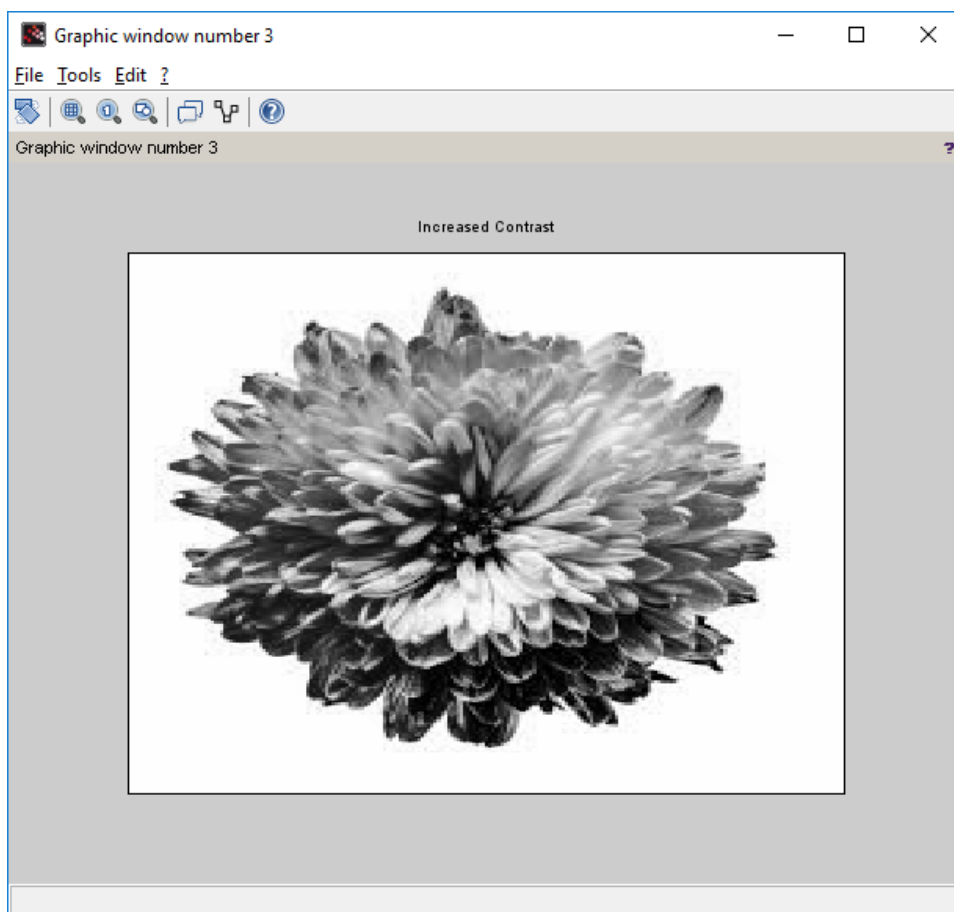 Graphic window number 3
File Tools Edit ?
Graphic window number 3 ?
Increased Contrast